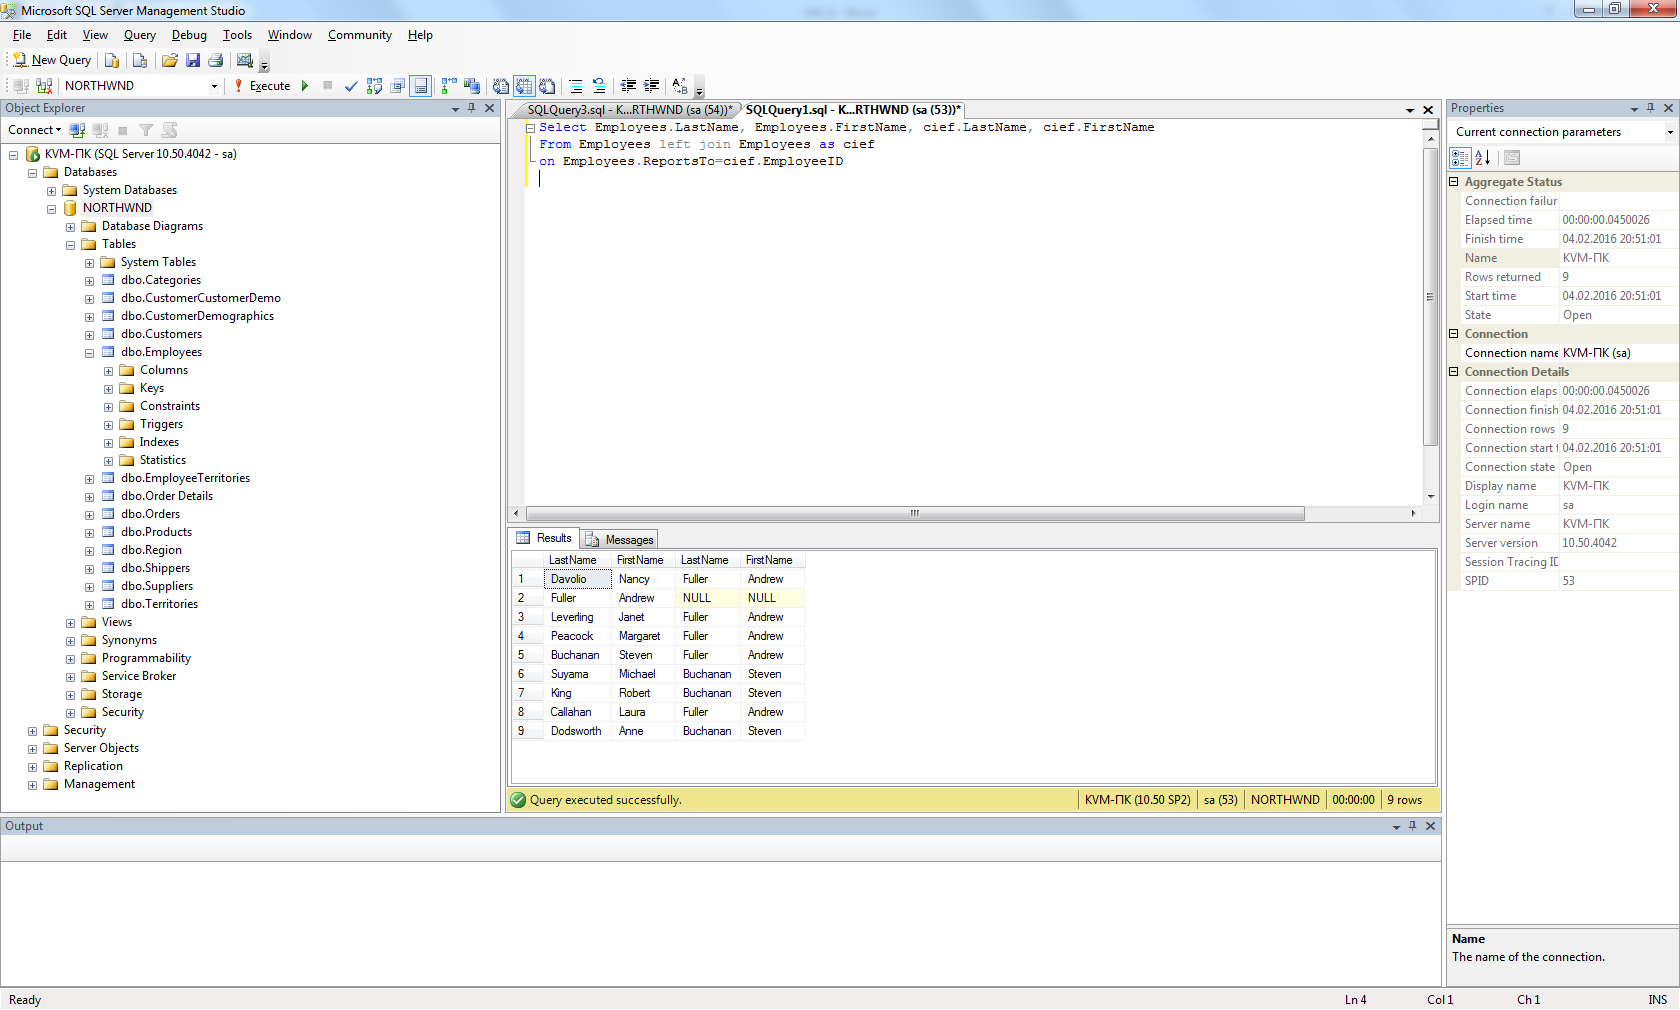 Microsoft SQL Server Management Studio
File Edit View Query Debug Tools Window Community Help
New Query
NORTHWND Execute
Object Explorer
Connect
KVM-ПК (SQL Server 10.50.4042 - sa)
Databases
System Databases
NORTHWND
Database Diagrams
Tables
System Tables
dbo.Categories
dbo.CustomerCustomerDemo
dbo.CustomerDemographics
dbo.Customers
dbo.Employees
Columns
Keys
Constraints
Triggers
Indexes
Statistics
dbo.EmployeeTerritories
dbo.Order Details
dbo.Orders
dbo.Products
dbo.Region
dbo.Shippers
dbo.Suppliers
dbo.Territories
Views
Synonyms
Programmability
Service Broker
Storage
Security
Security
Server Objects
Replication
Management
SQLQuery3.sql - K...RTHWND (sa (54))* SQLQuery1.sql - K...RTHWND (sa (53))*
Select Employees.LastName, Employees.FirstName, cief.LastName, cief.FirstName
From Employees left join Employees as cief
on Employees.ReportsTo=cief.EmployeeID
Results Messages
LastName FirstName LastName FirstName
1 Davolio Nancy Fuller Andrew
2 Fuller Andrew NULL NULL
3 Leverling Janet Fuller Andrew
4 Peacock Margaret Fuller Andrew
5 Buchanan Steven Fuller Andrew
6 Suyama Michael Buchanan Steven
7 King Robert Buchanan Steven
8 Callahan Laura Fuller Andrew
9 Dodsworth Anne Buchanan Steven
Query executed successfully. KVM-ПК (10.50 SP2) sa (53) NORTHWND 00:00:00 9 rows
Properties
Current connection parameters
Aggregate Status
Connection failur
Elapsed time 00:00:00.0450026
Finish time 04.02.2016 20:51:01
Name KVM-ПК
Rows returned 9
Start time 04.02.2016 20:51:01
State Open
Connection
Connection name KVM-ПК (sa)
Connection Details
Connection elaps 00:00:00.0450026
Connection finish 04.02.2016 20:51:01
Connection rows 9
Connection start t 04.02.2016 20:51:01
Connection state Open
Display name KVM-ПК
Login name sa
Server name KVM-ПК
Server version 10.50.4042
Session Tracing ID
SPID 53
Name
The name of the connection.
Output
Ready Ln 4 Col 1 Ch 1 INS